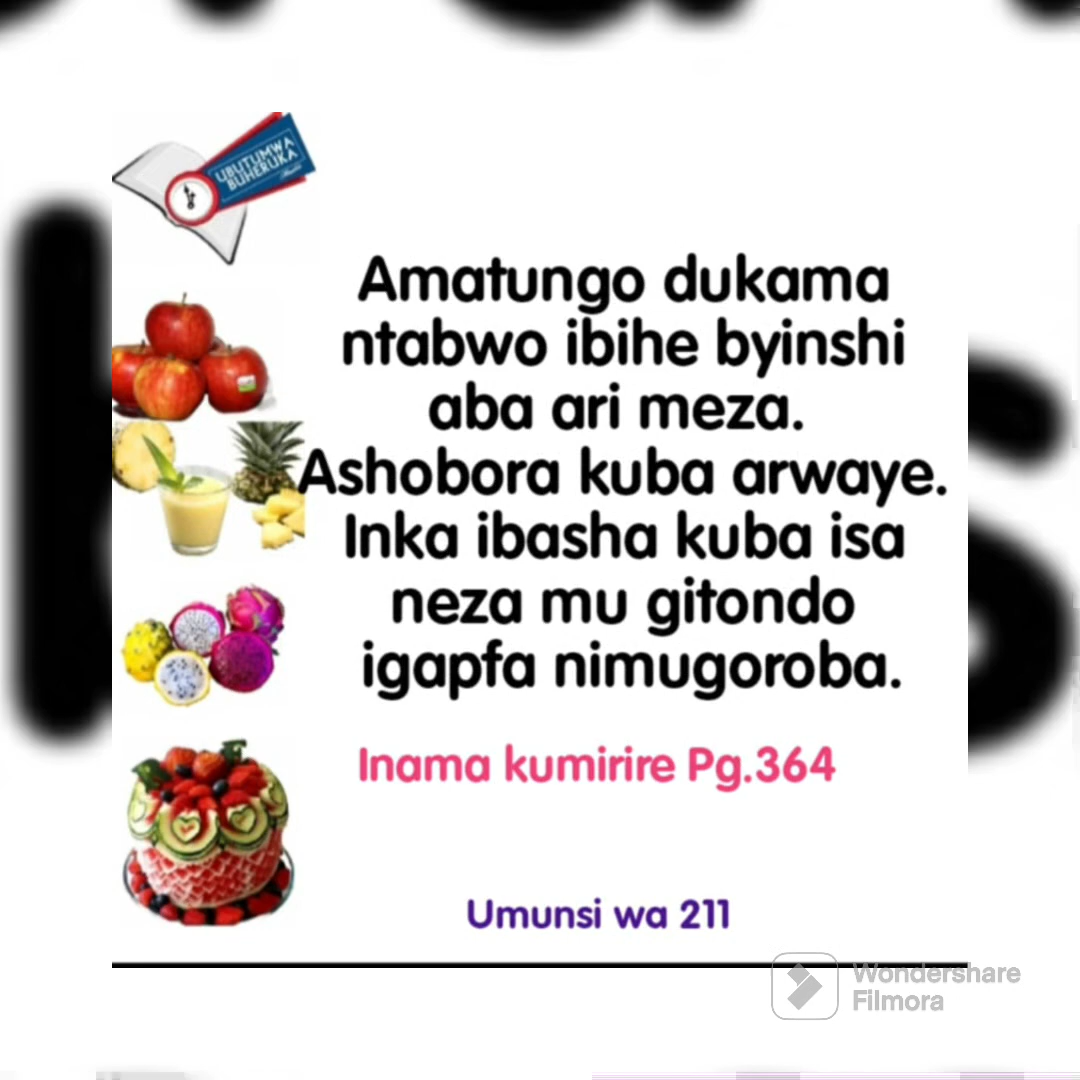 UBUTUMWA
BUHERUKA
Amatungo dukama
ntabwo ibihe byinshi
aba ari meza.
Ashobora kuba arwaye.
Inka ibasha kuba isa
neza mu gitondo
igapfa nimugoroba.
Inama kumirire Pg.364
Umunsi wa 211
Wondershare
Filmora